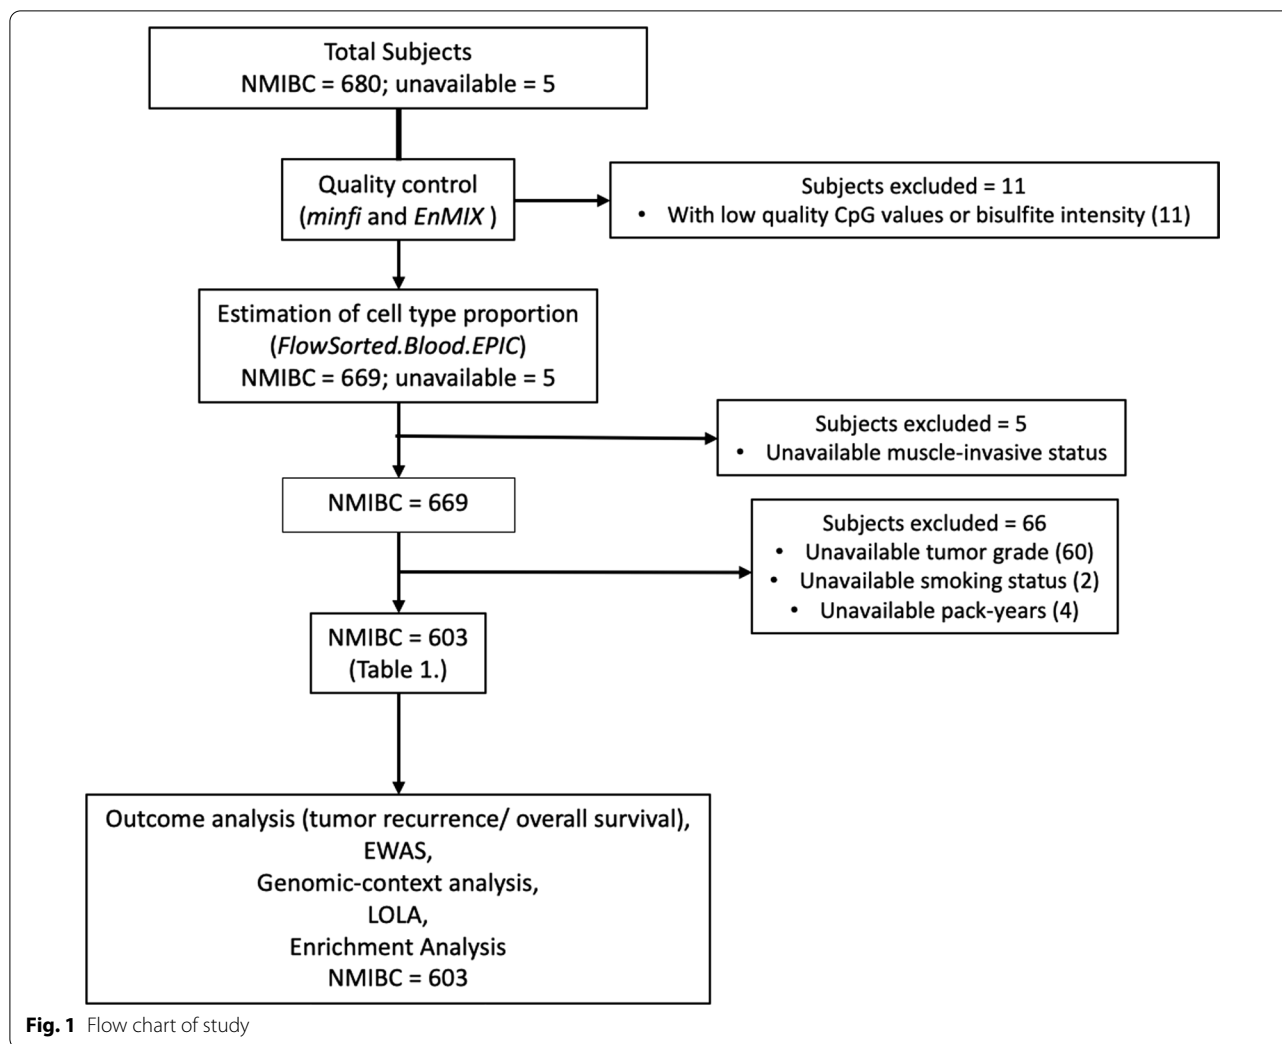 Total Subjects
NMIBC = 680; unavailable = 5
Quality control
(minfi and EnMIX )
Subjects excluded = 11
• With low quality CpG values or bisulfite intensity (11)
Estimation of cell type proportion
(FlowSorted.Blood.EPIC)
NMIBC = 669; unavailable = 5
Subjects excluded = 5
• Unavailable muscle-invasive status
NMIBC = 669
Subjects excluded = 66
• Unavailable tumor grade (60)
• Unavailable smoking status (2)
• Unavailable pack-years (4)
NMIBC = 603
(Table 1.)
Outcome analysis (tumor recurrence/ overall survival),
EWAS,
Genomic-context analysis,
LOLA,
Enrichment Analysis
NMIBC = 603
Fig. 1 Flow chart of study